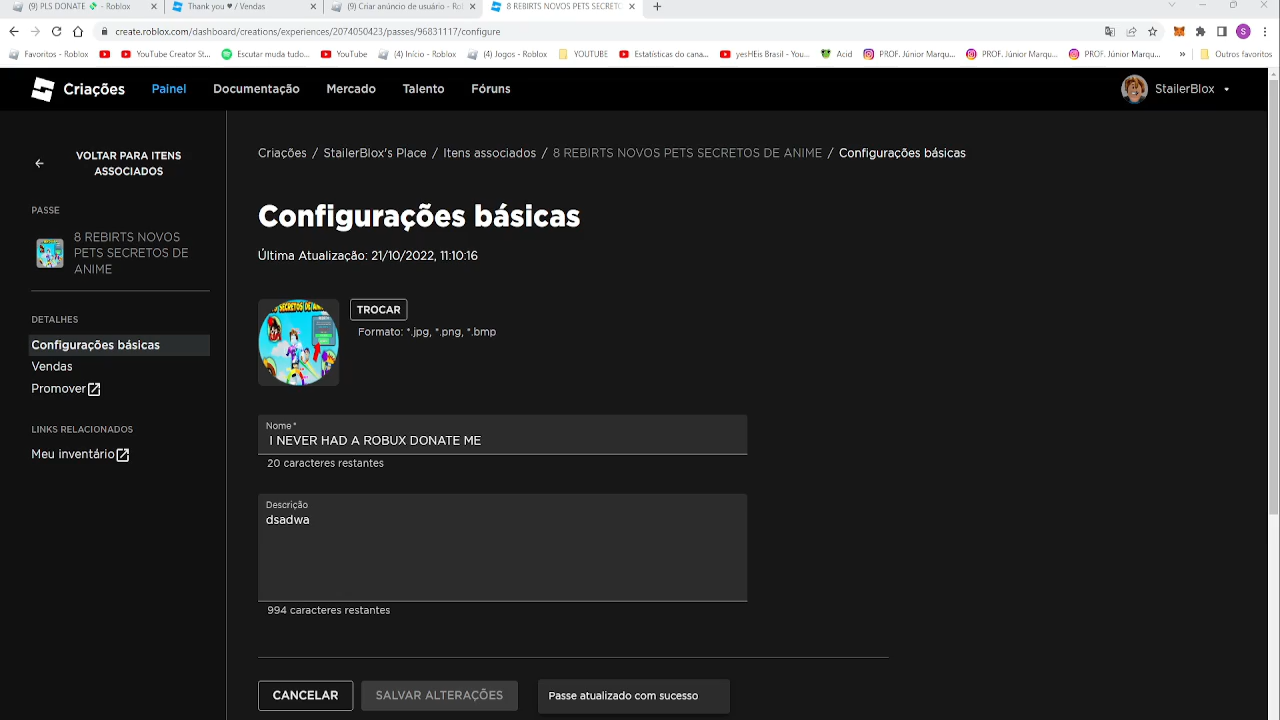 (9) PLS DONATE 💸 - Roblox
Thank you ♥ / Vendas
(9) Criar anúncio de usuário - Rob
8 REBIRTS NOVOS PETS SECRETO
create.roblox.com/dashboard/creations/experiences/2074050423/passes/96831117/configure
S
Favoritos - Roblox
YouTube Creator St...
Escutar muda tudo...
YouTube
(4) Início - Roblox
(4) Jogos - Roblox
YOUTUBE
Estatísticas do cana...
yesHEis Brasil - You...
Acid
PROF. Júnior Marqu...
PROF. Júnior Marqu...
PROF. Júnior Marqu...
»
Outros favoritos
Criações
Painel
Documentação
Mercado
Talento
Fóruns
StailerBlox
VOLTAR PARA ITENS
ASSOCIADOS
PASSE
8 REBIRTS NOVOS
PETS SECRETOS DE
ANIME
DETALHES
Configurações básicas
Vendas
Promover
LINKS RELACIONADOS
Meu inventário
Criações / StailerBlox's Place / Itens associados / 8 REBIRTS NOVOS PETS SECRETOS DE ANIME / Configurações básicas
Configurações básicas
Última Atualização: 21/10/2022, 11:10:16
TROCAR
Formato: *.jpg, *.png, *.bmp
Nome *
I NEVER HAD A ROBUX DONATE ME
20 caracteres restantes
Descrição
dsadwa
994 caracteres restantes
CANCELAR
SALVAR ALTERAÇÕES
Passe atualizado com sucesso